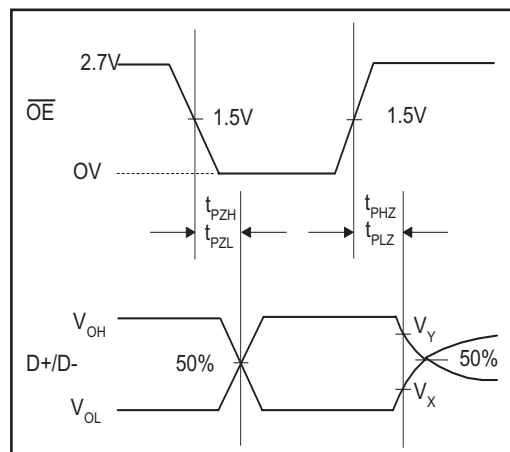 2.7V
OE
1.5V
1.5V
OV
tPZH
tPZL
tPHZ
tPLZ
VOH
VY
D+/D-
50%
50%
VX
VOL